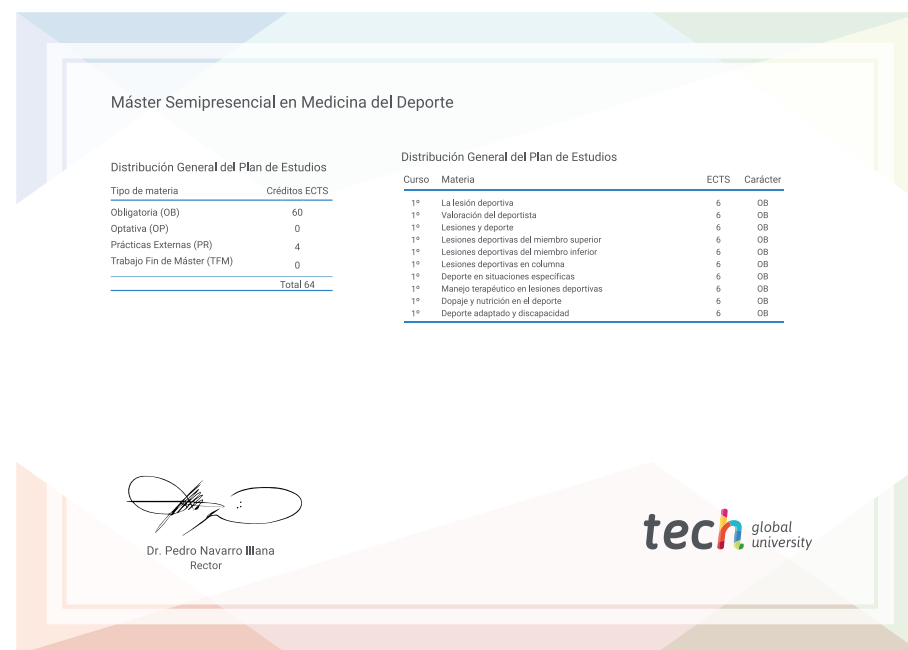 Máster Semipresencial en Medicina del Deporte
Distribución General del Plan de Estudios
Tipo de materia Créditos ECTS
Obligatoria (OB) 60
Optativa (OP) 0
Prácticas Externas (PR) 4
Trabajo Fin de Máster (TFM) 0
Total 64
Distribución General del Plan de Estudios
Curso Materia ECTS Carácter
1º La lesión deportiva 6 OB
1º Valoración del deportista 6 OB
1º Lesiones y deporte 6 OB
1º Lesiones deportivas del miembro superior 6 OB
1º Lesiones deportivas del miembro inferior 6 OB
1º Lesiones deportivas en columna 6 OB
1º Deporte en situaciones específicas 6 OB
1º Manejo terapéutico en lesiones deportivas 6 OB
1º Dopaje y nutrición en el deporte 6 OB
1º Deporte adaptado y discapacidad 6 OB
Dr. Pedro Navarro Illana
Rector
tech global
university